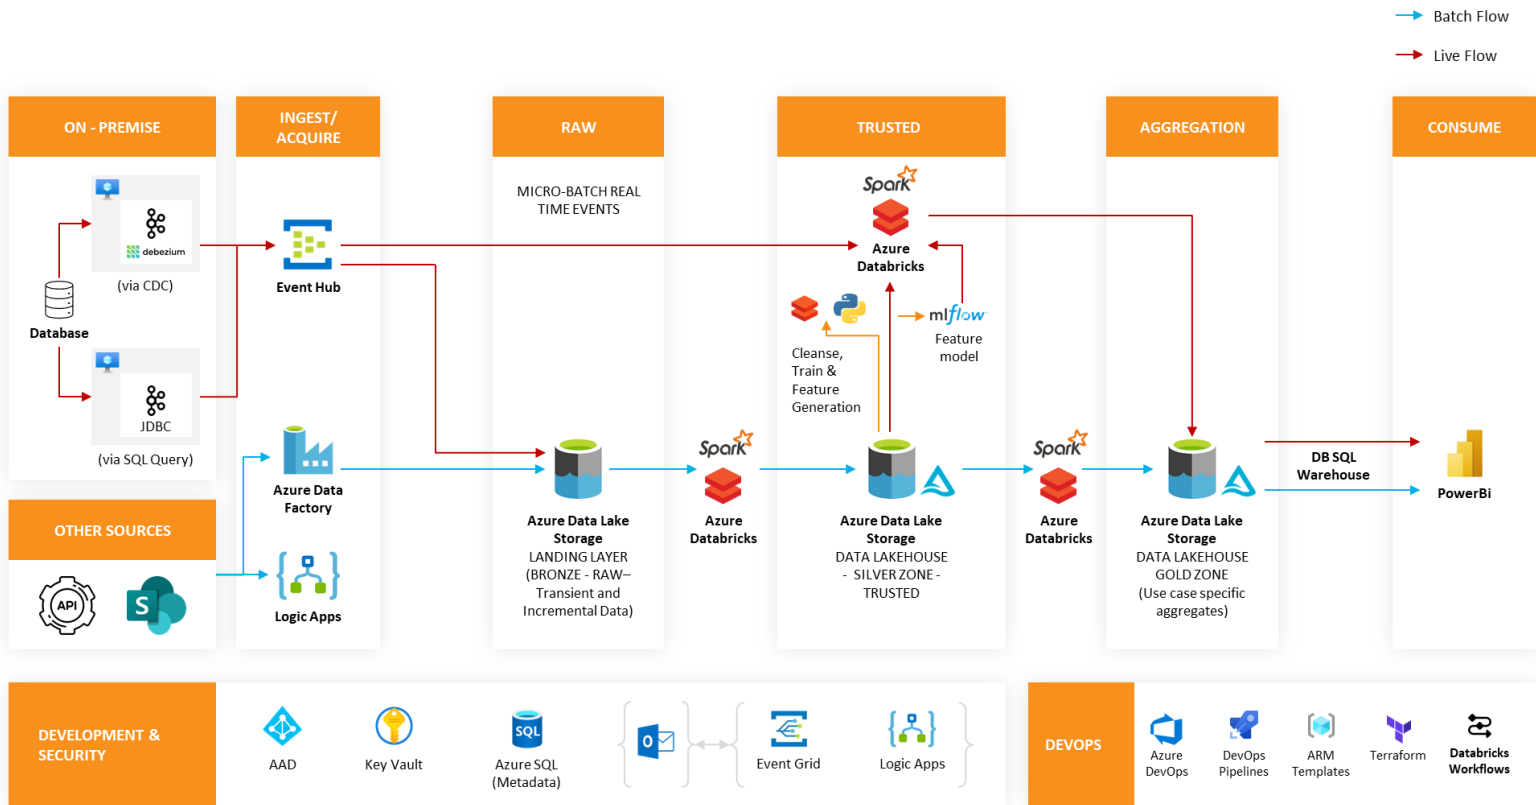 Batch Flow
Live Flow
ON - PREMISE
INGEST/
ACQUIRE
RAW
TRUSTED
AGGREGATION
CONSUME
debezium
(via CDC)
Database
JDBC
(via SQL Query)
OTHER SOURCES
API
S
Event Hub
Azure Data
Factory
Logic Apps
MICRO-BATCH REAL
TIME EVENTS
Azure Data Lake
Storage
LANDING LAYER
(BRONZE - RAW–
Transient and
Incremental Data)
Spark
Azure
Databricks
Spark
Azure
Databricks
mlflow
Feature
model
Cleanse,
Train &
Feature
Generation
Azure Data Lake
Storage
DATA LAKEHOUSE
- SILVER ZONE -
TRUSTED
Spark
Azure
Databricks
Azure Data Lake
Storage
DATA LAKEHOUSE
GOLD ZONE
(Use case specific
aggregates)
DB SQL
Warehouse
PowerBi
DEVELOPMENT &
SECURITY
AAD
Key Vault
SQL
Azure SQL
(Metadata)
O
Event Grid
Logic Apps
DEVOPS
Azure
DevOps
DevOps
Pipelines
ARM
Templates
Terraform
Databricks
Workflows